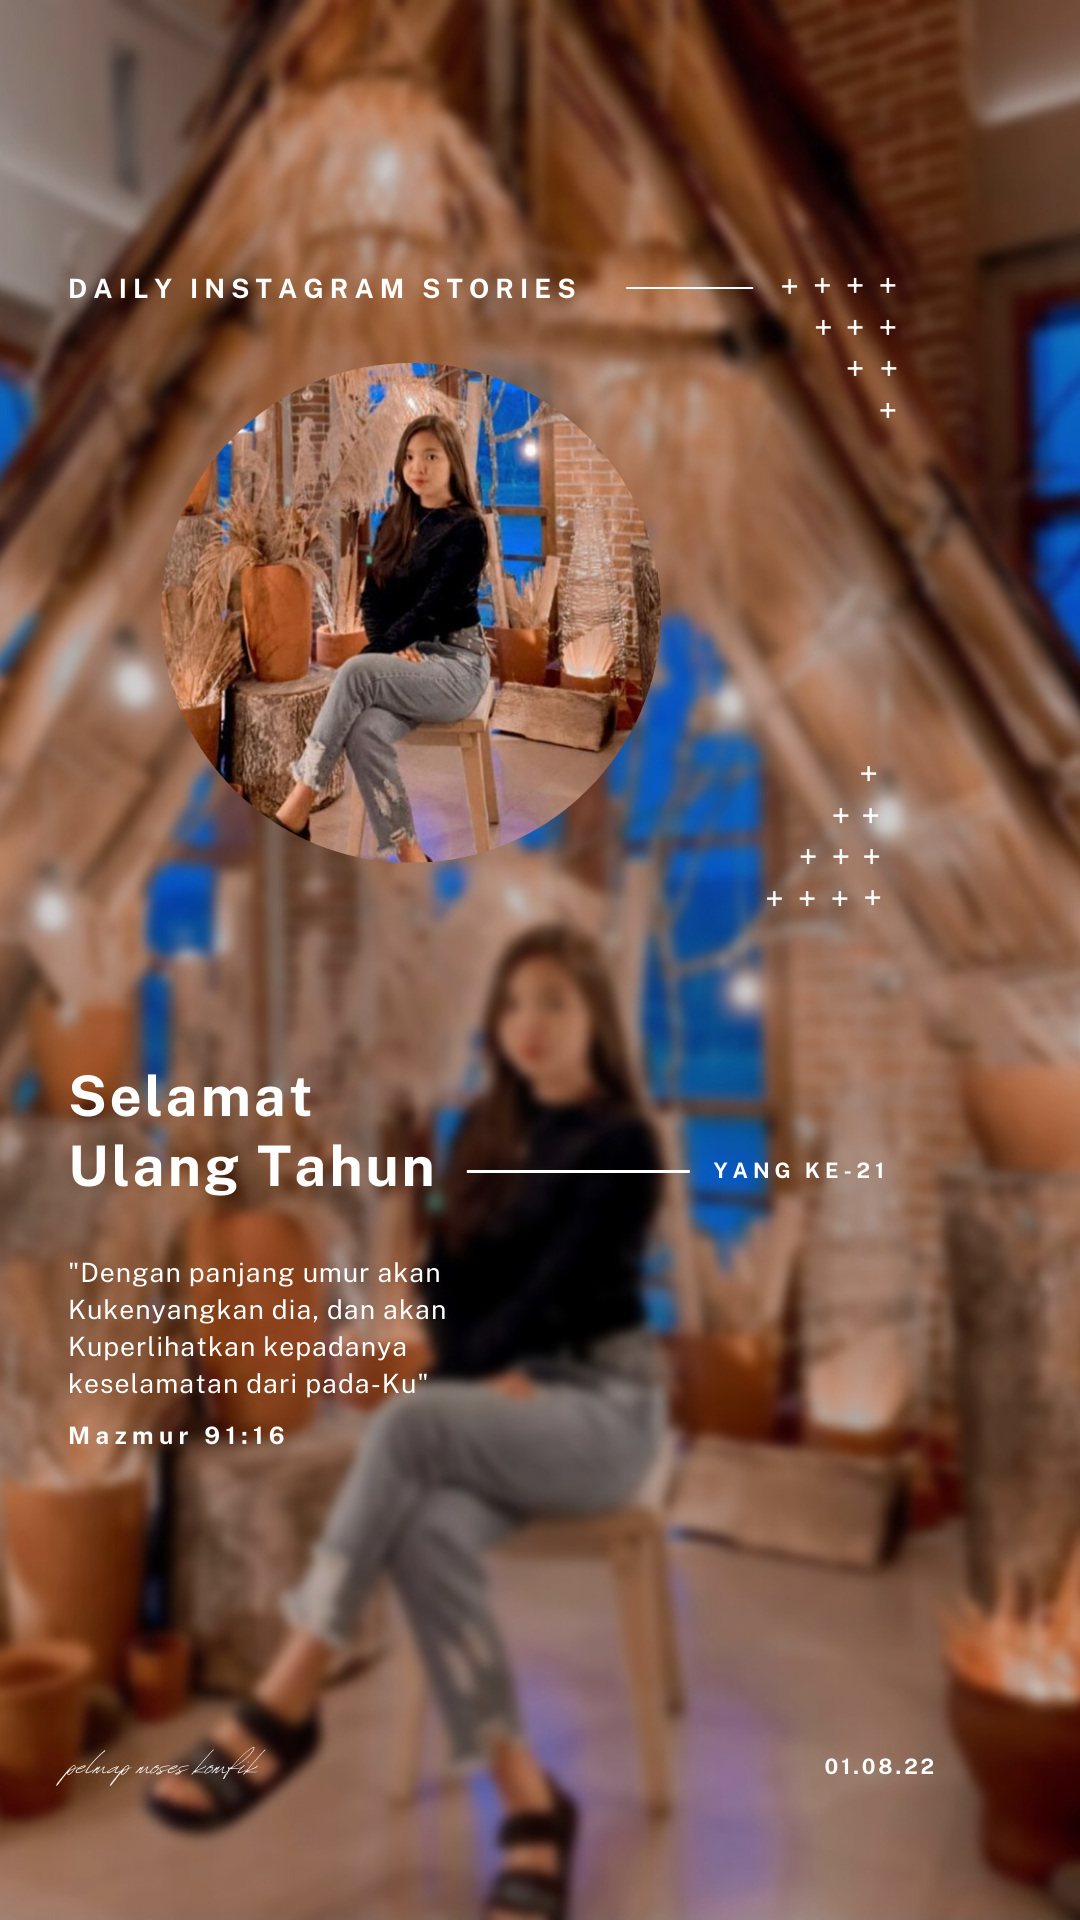 DAILY INSTAGRAM STORIES
Selamat
Ulang Tahun
YANG KE-21
"Dengan panjang umur akan
Kukenyangkan dia, dan akan
Kuperlihatkan kepadanya
keselamatan dari pada-Ku"
Mazmur 91:16
pelmap moses komfik
01.08.22